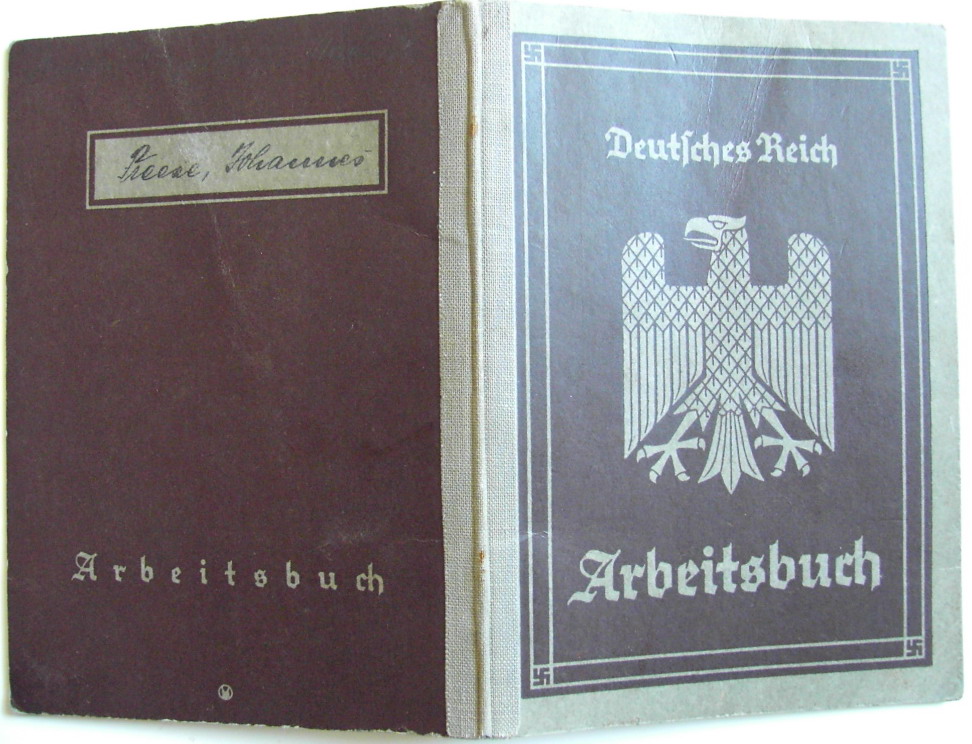 Johannes
Arbeitsbuch
Deutſches Reich
Arbeitsbuch